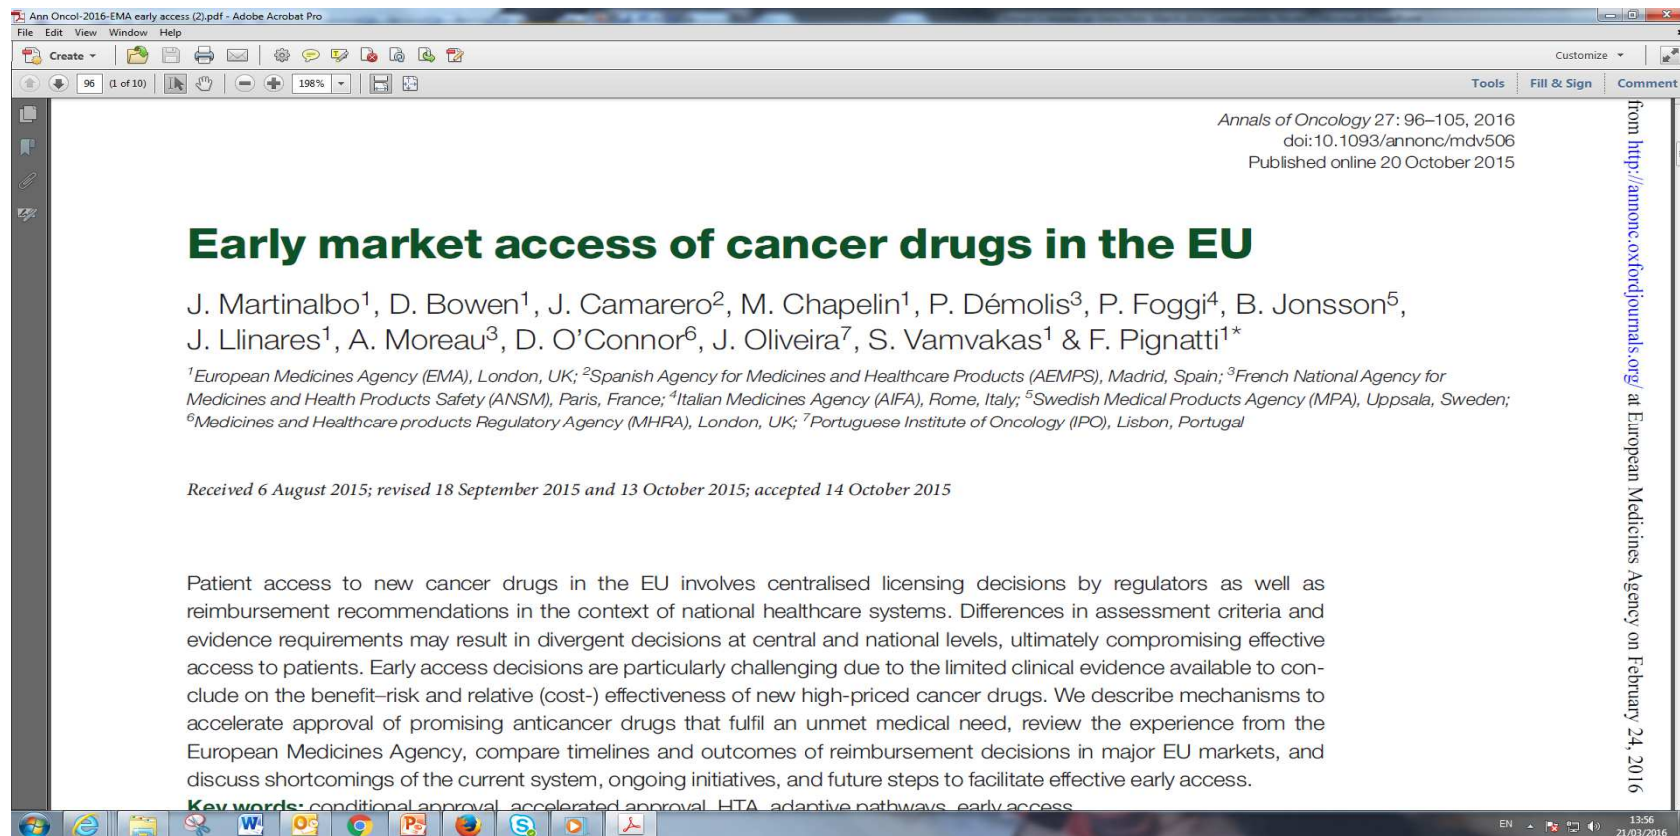 Ann Oncol-2016-EMA early access (2).pdf - Adobe Acrobat Pro
File Edit View Window Help
Create Customize
96 (1 of 10) 198% Tools Fill & Sign Comment
Annals of Oncology 27: 96–105, 2016
doi:10.1093/annonc/mdv506
Published online 20 October 2015
Early market access of cancer drugs in the EU
J. Martinalbo1, D. Bowen1, J. Camarero2, M. Chapelin1, P. Démolis3, P. Foggi4, B. Jonsson5,
J. Llinares1, A. Moreau3, D. O’Connor6, J. Oliveira7, S. Vamvakas1 & F. Pignatti1*
1European Medicines Agency (EMA), London, UK; 2Spanish Agency for Medicines and Healthcare Products (AEMPS), Madrid, Spain; 3French National Agency for
Medicines and Health Products Safety (ANSM), Paris, France; 4Italian Medicines Agency (AIFA), Rome, Italy; 5Swedish Medical Products Agency (MPA), Uppsala, Sweden;
6Medicines and Healthcare products Regulatory Agency (MHRA), London, UK; 7Portuguese Institute of Oncology (IPO), Lisbon, Portugal
Received 6 August 2015; revised 18 September 2015 and 13 October 2015; accepted 14 October 2015
Patient access to new cancer drugs in the EU involves centralised licensing decisions by regulators as well as
reimbursement recommendations in the context of national healthcare systems. Differences in assessment criteria and
evidence requirements may result in divergent decisions at central and national levels, ultimately compromising effective
access to patients. Early access decisions are particularly challenging due to the limited clinical evidence available to con-
clude on the benefit–risk and relative (cost-) effectiveness of new high-priced cancer drugs. We describe mechanisms to
accelerate approval of promising anticancer drugs that fulfil an unmet medical need, review the experience from the
European Medicines Agency, compare timelines and outcomes of reimbursement decisions in major EU markets, and
discuss shortcomings of the current system, ongoing initiatives, and future steps to facilitate effective early access.
Key words: conditional approval, accelerated approval, HTA, adaptive pathways, early access
from http://annonc.oxfordjournals.org/ at European Medicines Agency on February 24, 2016
EN 13:56
21/03/2016